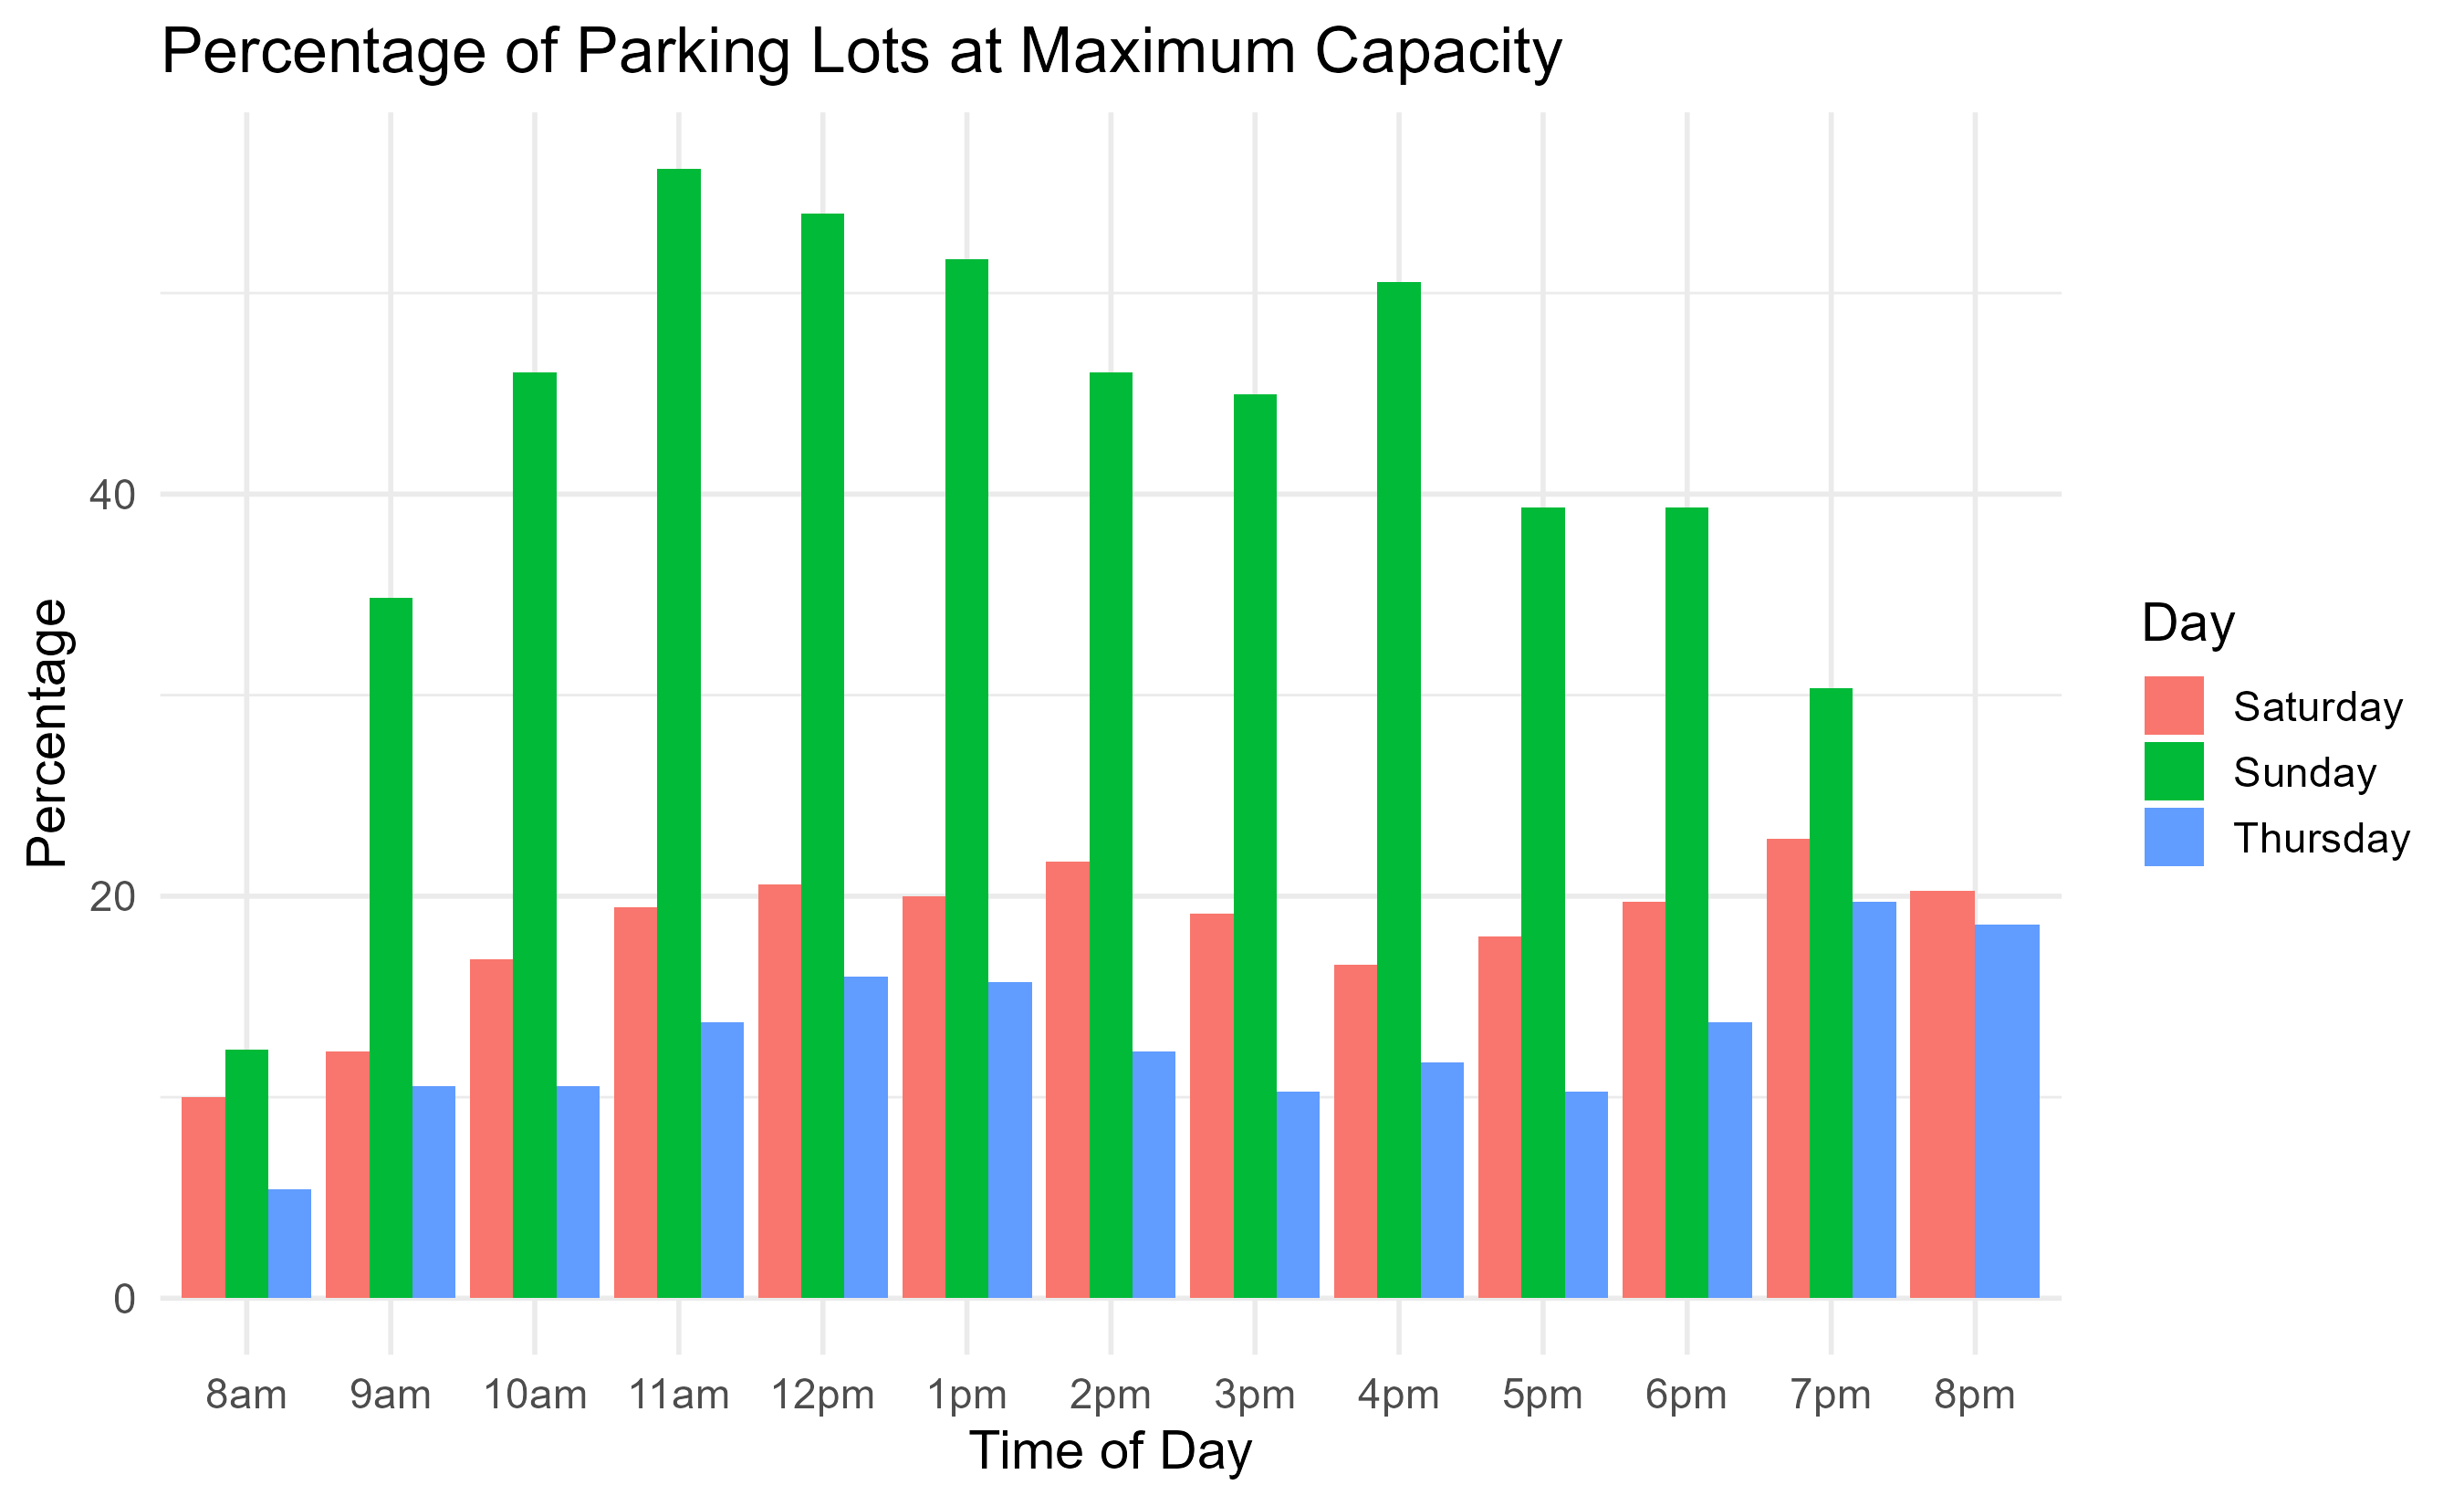 Percentage of Parking Lots at Maximum Capacity
Percentage
40
20
0
8am 9am 10am 11am 12pm 1pm 2pm 3pm 4pm 5pm 6pm 7pm 8pm
Time of Day
Day
Saturday
Sunday
Thursday